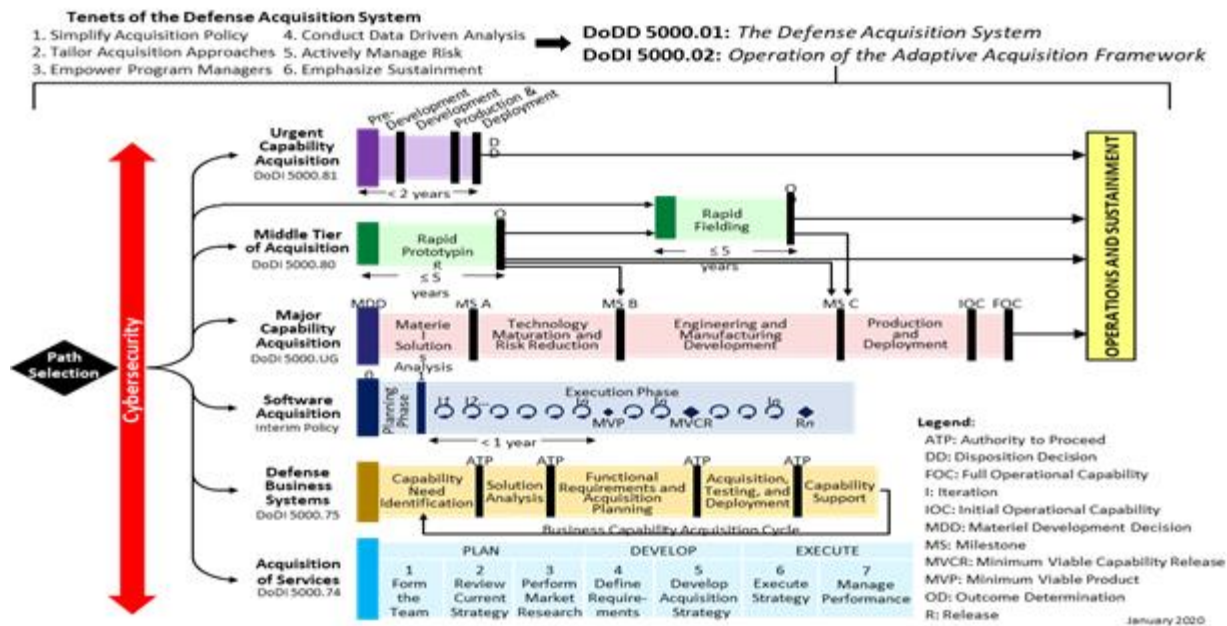 Tenets of the Defense Acquisition System
1. Simplify Acquisition Policy
2. Tailor Acquisition Approaches
3. Empower Program Managers
4. Conduct Data Driven Analysis
5. Actively Manage Risk
6. Emphasize Sustainment
DoDD 5000.01: The Defense Acquisition System
DoDI 5000.02: Operation of the Adaptive Acquisition Framework
Path
Selection
Cybersecurity
Urgent
Capability
Acquisition
DoDI 5000.81
Pre-
Development
Development
Production &
Deployment
D
D
< 2 years
Middle Tier
of Acquisition
DoDI 5000.80
Rapid
Prototypin
≤ 5
years
O
Rapid
Fielding
≤ 5
years
O
Major
Capability
Acquisition
DoDI 5000.UG
MDD
Materie
l Solution
s
Analysis
MS A
Technology
Maturation and
Risk Reduction
MS B
Engineering and
Manufacturing
Development
MS C
Production
and
Deployment
IOC
FOC
OPERATIONS AND SUSTAINMENT
Software
Acquisition
Interim Policy
0
Planning
Phase
1
Execution Phase
I1
I2...
In
In
In
MVP
MVCR
Rn
< 1 year
Defense
Business
Systems
DoDI 5000.75
Capability
Need
Identification
ATP
Solution
Analysis
ATP
Functional
Requirements and
Acquisition
Planning
ATP
Acquisition,
Testing, and
Deployment
ATP
Capability
Support
Business Capability Acquisition Cycle
Acquisition
of Services
DoDI 5000.74
PLAN
DEVELOP
EXECUTE
1
Form
the
Team
2
Review
Current
Strategy
3
Perform
Market
Research
4
Define
Require-
ments
5
Develop
Acquisition
Strategy
6
Execute
Strategy
7
Manage
Performance
Legend:
ATP: Authority to Proceed
DD: Disposition Decision
FOC: Full Operational Capability
I: Iteration
IOC: Initial Operational Capability
MDD: Materiel Development Decision
MS: Milestone
MVCR: Minimum Viable Capability Release
MVP: Minimum Viable Product
OD: Outcome Determination
R: Release
January 2020